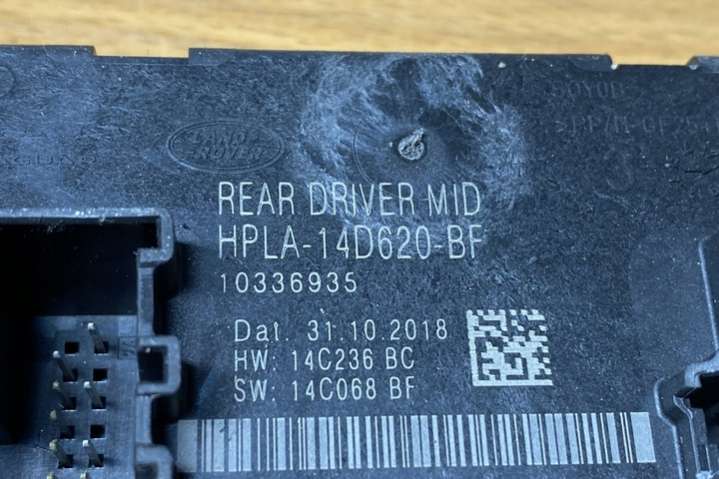 LAND ROVER
REAR DRIVER MID
HPLA-14D620-BF
10336935
Dat. 31.10.2018
HW: 14C236 BC
SW: 14C068 BF